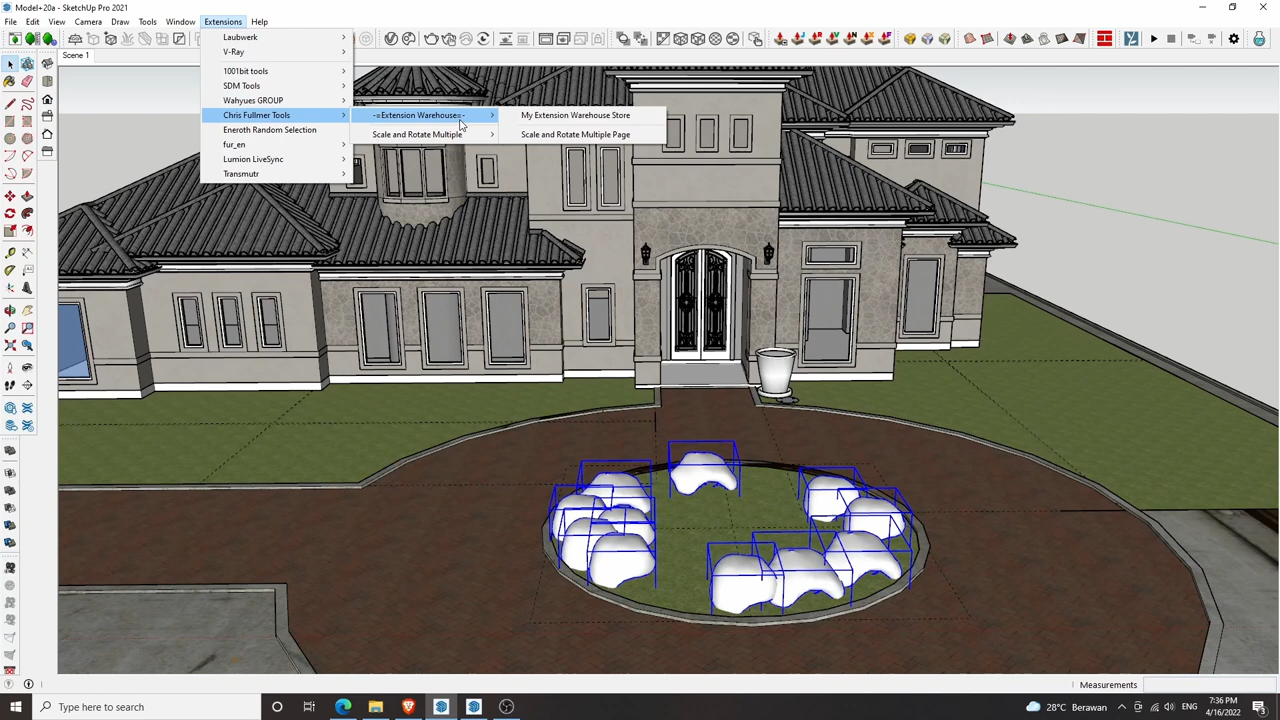 Model+20a - SketchUp Pro 2021
File Edit View Camera Draw Tools Window Extensions Help
Scene 1
Laubwerk
V-Ray
1001bit tools
SDM Tools
Wahyues GROUP
Chris Fullmer Tools
Eneroth Random Selection
fur_en
Lumion LiveSync
Transmutr
-=Extension Warehouse=-
Scale and Rotate Multiple
My Extension Warehouse Store
Scale and Rotate Multiple Page
Measurements
Type here to search
28°C Berawan
ENG
7:36 PM
4/16/2022